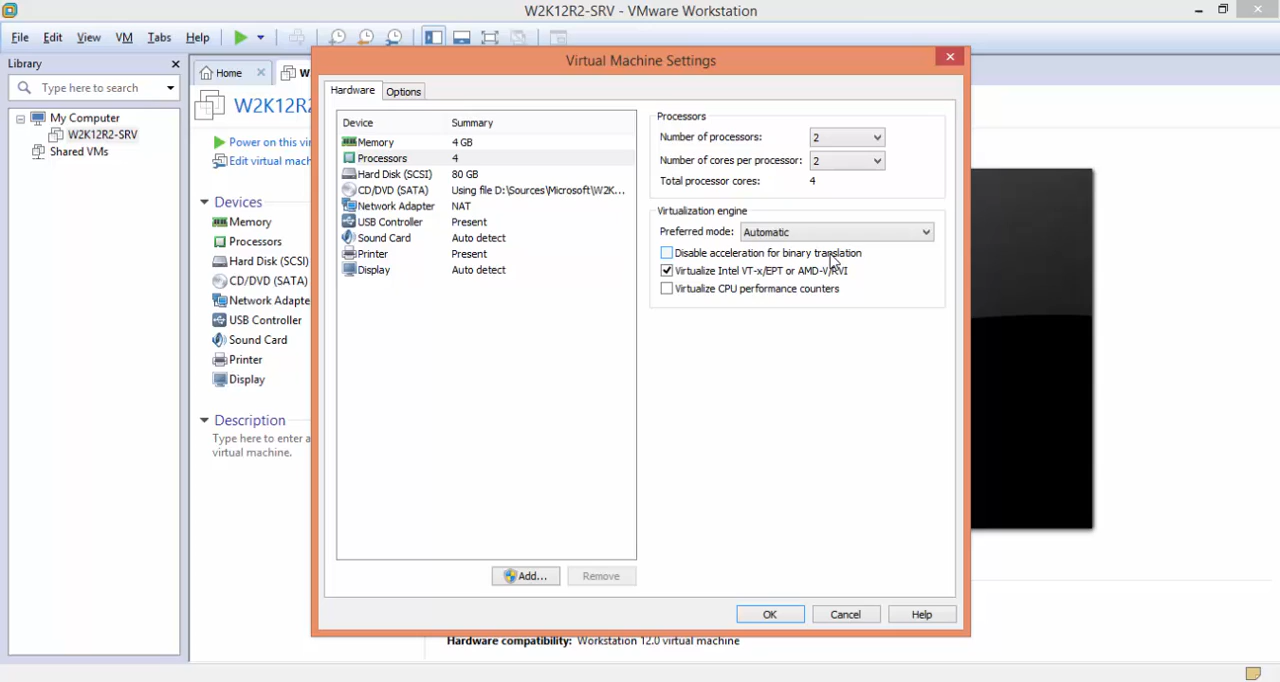 W2K12R2-SRV - VMware Workstation
File Edit View VM Tabs Help
Library
Type here to search
My Computer
W2K12R2-SRV
Shared VMs
Home
W
W2K12R2
Power on this vi
Edit virtual mach
Devices
Memory
Processors
Hard Disk (SCSI)
CD/DVD (SATA)
Network Adapte
USB Controller
Sound Card
Printer
Display
Description
Type here to enter a
virtual machine.
Virtual Machine Settings
Hardware Options
Device Summary
Memory 4 GB
Processors 4
Hard Disk (SCSI) 80 GB
CD/DVD (SATA) Using file D:\Sources\Microsoft\W2K...
Network Adapter NAT
USB Controller Present
Sound Card Auto detect
Printer Present
Display Auto detect
Add... Remove
Processors
Number of processors: 2
Number of cores per processor: 2
Total processor cores: 4
Virtualization engine
Preferred mode: Automatic
Disable acceleration for binary translation
Virtualize Intel VT-x/EPT or AMD-V/RVI
Virtualize CPU performance counters
OK Cancel Help
Hardware compatibility: Workstation 12.0 virtual machine